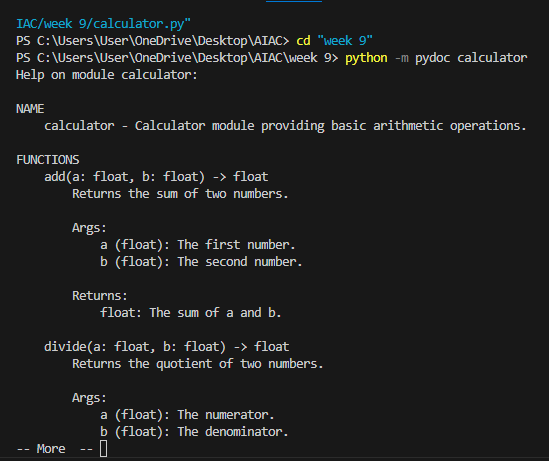 IAC/week 9/calculator.py"
PS C:\Users\User\OneDrive\Desktop\AIAC> cd "week 9"
PS C:\Users\User\OneDrive\Desktop\AIAC\week 9> python -m pydoc calculator
Help on module calculator:

NAME
    calculator - Calculator module providing basic arithmetic operations.

FUNCTIONS
    add(a: float, b: float) -> float
        Returns the sum of two numbers.

        Args:
            a (float): The first number.
            b (float): The second number.

        Returns:
            float: The sum of a and b.

    divide(a: float, b: float) -> float
        Returns the quotient of two numbers.

        Args:
            a (float): The numerator.
            b (float): The denominator.
-- More  --